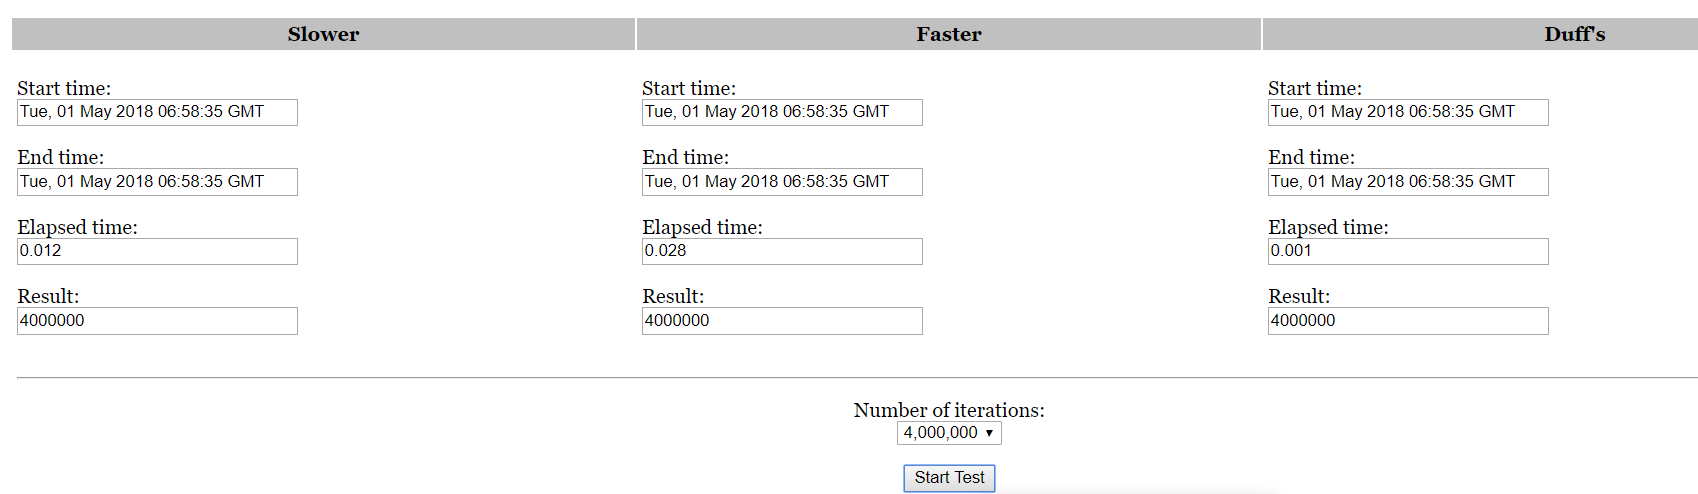 Slower Faster Duff's
Start time: Start time: Start time:
Tue, 01 May 2018 06:58:35 GMT Tue, 01 May 2018 06:58:35 GMT Tue, 01 May 2018 06:58:35 GMT
End time: End time: End time:
Tue, 01 May 2018 06:58:35 GMT Tue, 01 May 2018 06:58:35 GMT Tue, 01 May 2018 06:58:35 GMT
Elapsed time: Elapsed time: Elapsed time:
0.012 0.028 0.001
Result: Result: Result:
4000000 4000000 4000000
Number of iterations:
4,000,000
Start Test